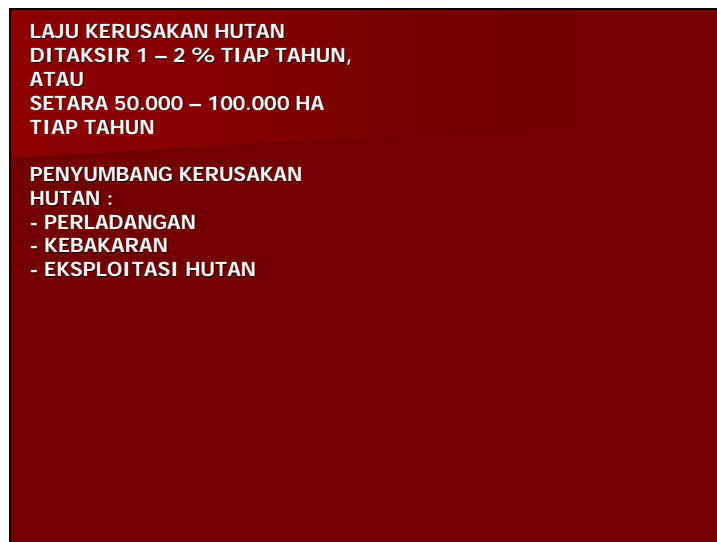 LAJU KERUSAKAN HUTAN
DITAKSIR 1 – 2 % TIAP TAHUN,
ATAU
SETARA 50.000 – 100.000 HA
TIAP TAHUN
PENYUMBANG KERUSAKAN
HUTAN :
- PERLADANGAN
- KEBAKARAN
- EKSPLOITASI HUTAN